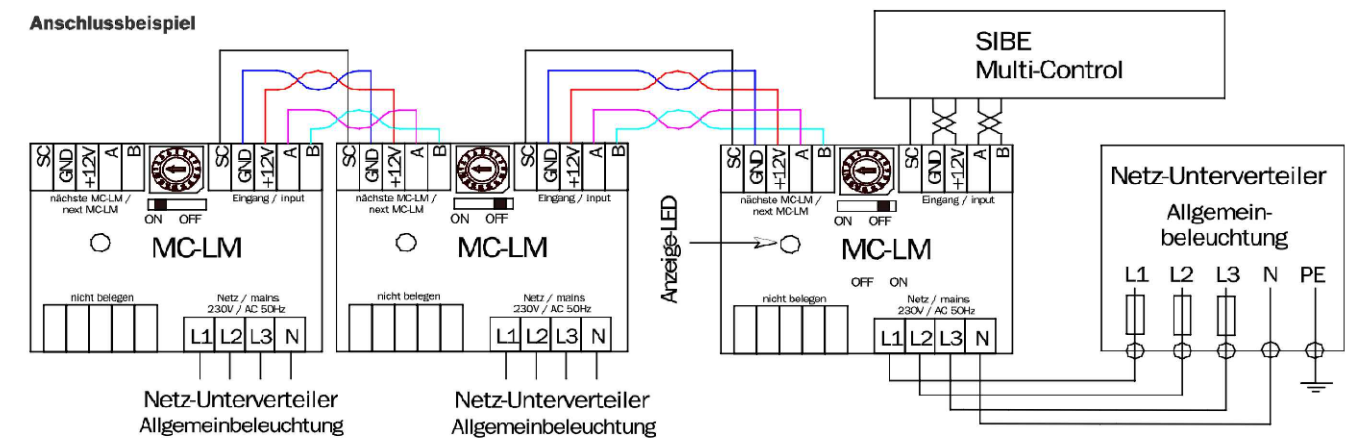 Anschlussbeispiel
SIBE
Multi-Control
SC GND +12V A B
SC GND +12V A B
nächste MC-LM /
next MC-LM
ON OFF
Eingang / input
MC-LM
nicht belegen
Netz / mains
230V / AC 50Hz
L1 L2 L3 N
Netz-Unterverteiler
Allgemeinbeleuchtung
SC GND +12V A B
SC GND +12V A B
nächste MC-LM /
next MC-LM
ON OFF
Eingang / input
MC-LM
nicht belegen
Netz / mains
230V / AC 50Hz
L1 L2 L3 N
Netz-Unterverteiler
Allgemeinbeleuchtung
Anzeige-LED
SC GND +12V A B
SC GND +12V A B
nächste MC-LM /
next MC-LM
ON OFF
Eingang / input
MC-LM
OFF ON
nicht belegen
Netz / mains
230V / AC 50Hz
L1 L2 L3 N
Netz-Unterverteiler
Allgemein-
beleuchtung
L1 L2 L3 N PE